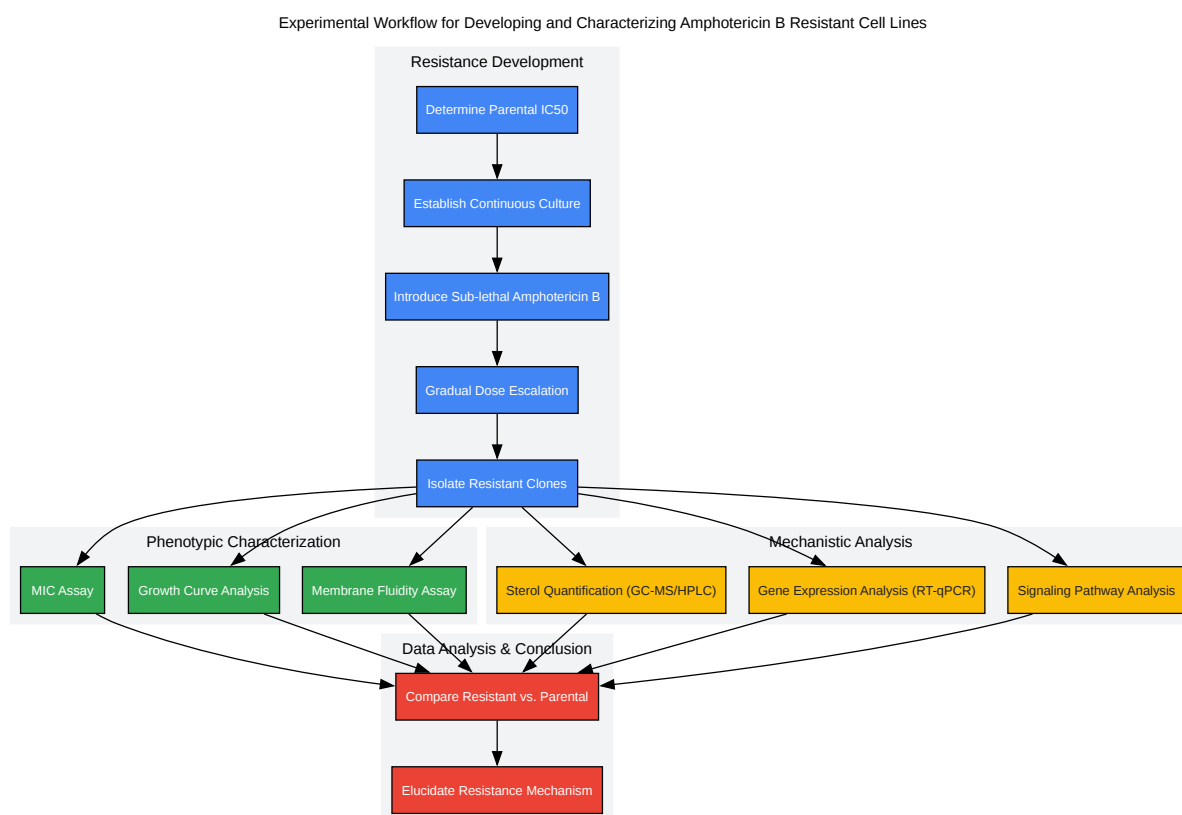 Experimental Workflow for Developing and Characterizing Amphotericin B Resistant Cell Lines
Resistance Development
Determine Parental IC50
Establish Continuous Culture
Introduce Sub-lethal Amphotericin B
Gradual Dose Escalation
Isolate Resistant Clones
Phenotypic Characterization
Mechanistic Analysis
MIC Assay
Growth Curve Analysis
Membrane Fluidity Assay
Sterol Quantification (GC-MS/HPLC)
Gene Expression Analysis (RT-qPCR)
Signaling Pathway Analysis
Data Analysis & Conclusion
Compare Resistant vs. Parental
Elucidate Resistance Mechanism